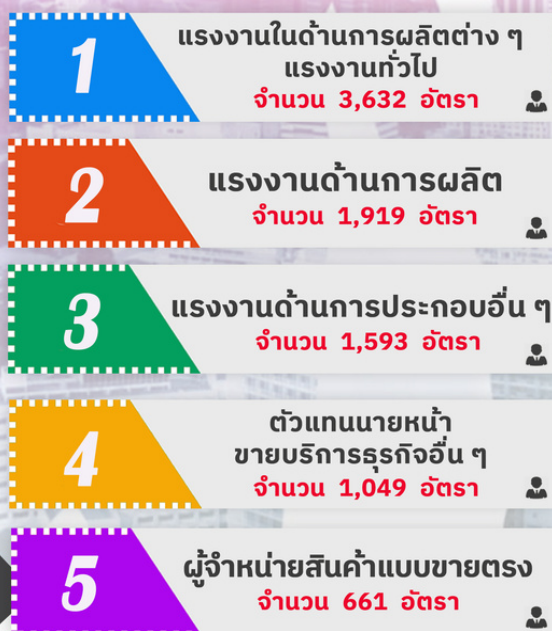 1
แรงงานในด้านการผลิตต่าง ๆ
แรงงานทั่วไป
จำนวน 3,632 อัตรา
2
แรงงานด้านการผลิต
จำนวน 1,919 อัตรา
3
แรงงานด้านการประกอบอื่น ๆ
จำนวน 1,593 อัตรา
4
ตัวแทนนายหน้า
ขายบริการธุรกิจอื่น ๆ
จำนวน 1,049 อัตรา
5
ผู้จำหน่ายสินค้าแบบขายตรง
จำนวน 661 อัตรา